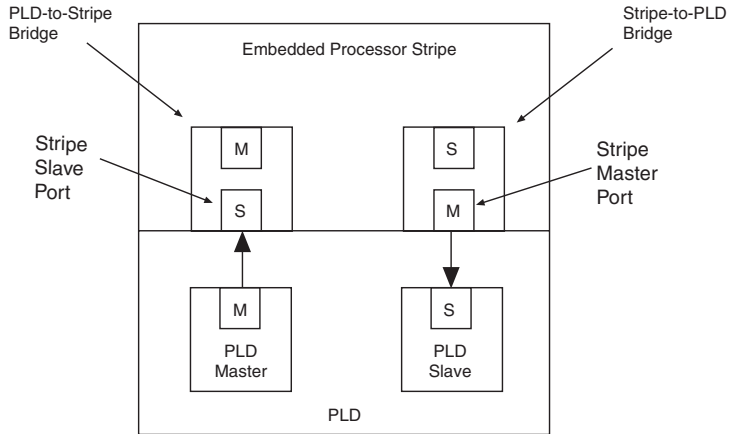 PLD-to-Stripe
Bridge
Stripe-to-PLD
Bridge
Embedded Processor Stripe
Stripe
Slave
Port
M
S
S
M
Stripe
Master
Port
M
PLD
Master
S
PLD
Slave
PLD